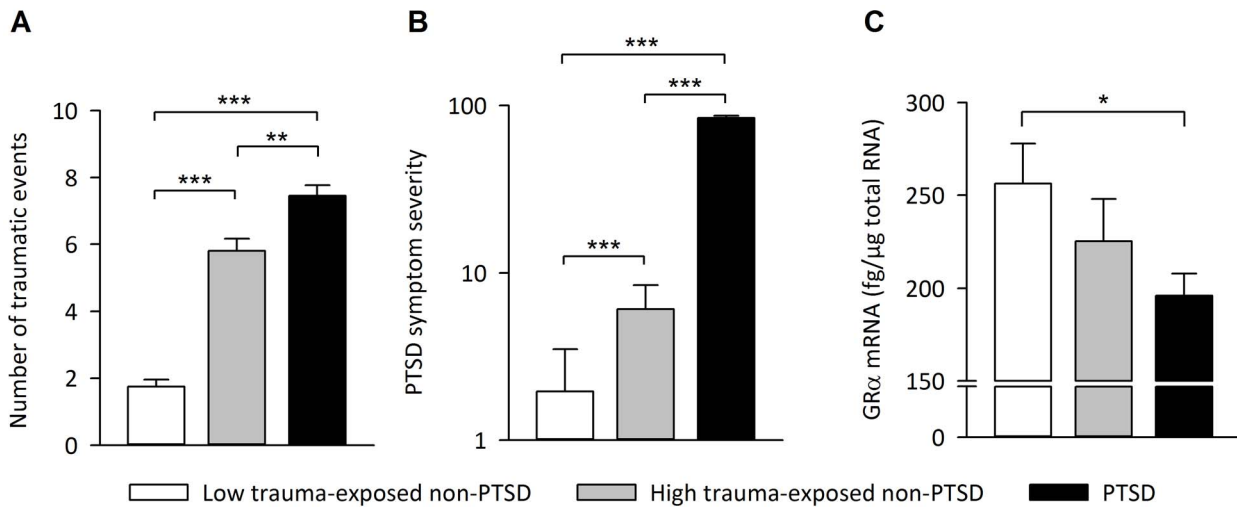 A
Number of traumatic events
10
8
6
4
2
0
***
**
***
B
PTSD symptom severity
100
10
1
***
***
***
C
GRα mRNA (fg/µg total RNA)
300
250
200
150
0
*
Low trauma-exposed non-PTSD
High trauma-exposed non-PTSD
PTSD